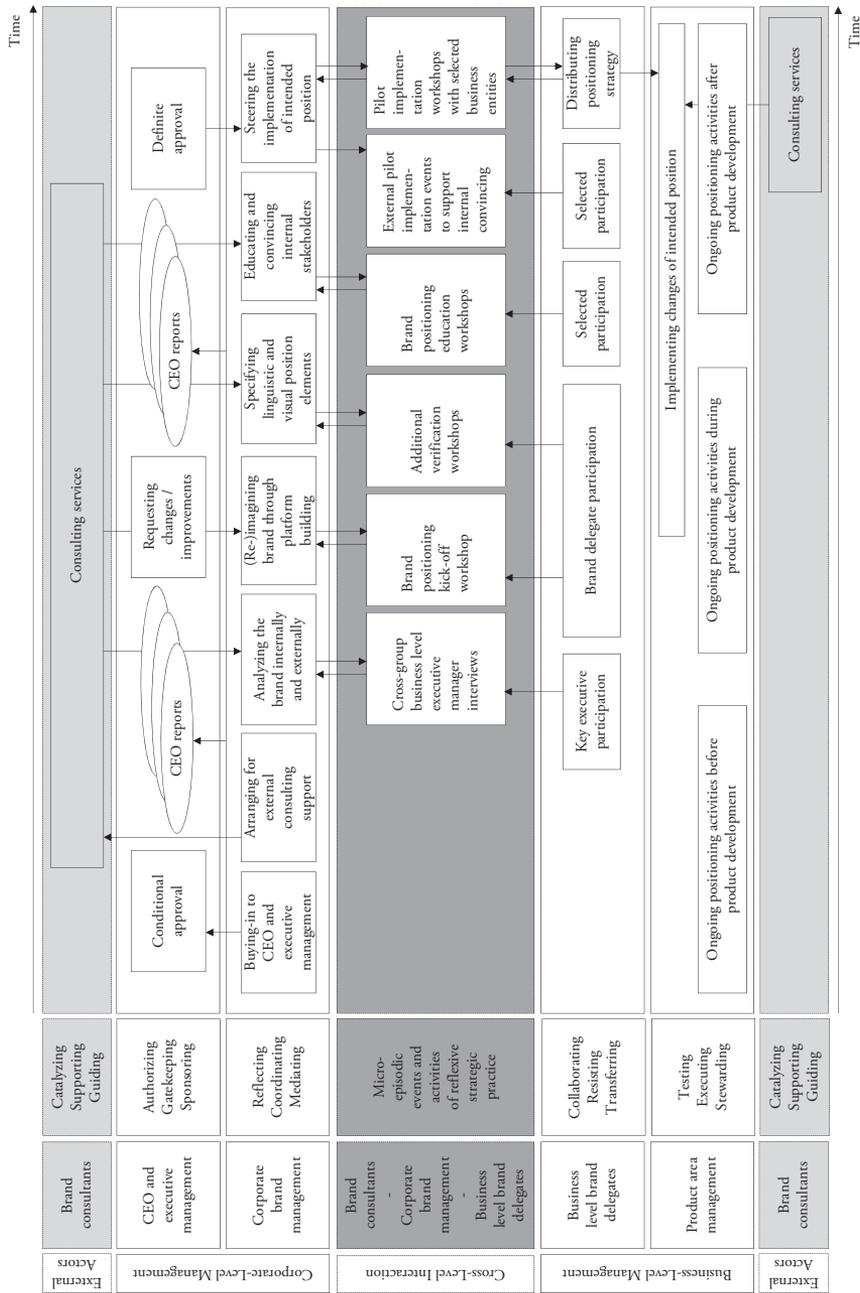 Time
External
Actors
Brand
consultants
Catalyzing
Supporting
Guiding
Consulting services
Corporate-Level Management
CEO and
executive
management
Authorizing
Gatekeeping
Sponsoring
Conditional
approval
CEO reports
Requesting
changes /
improvements
CEO reports
Definite
approval
Corporate
brand
management
Reflecting
Coordinating
Mediating
Buying-in to
CEO and
executive
management
Arranging for
external
consulting
support
Analyzing the
brand internally
and externally
(Re-)imagining
brand through
platform
building
Specifying
linguistic and
visual position
elements
Educating and
convincing
internal
stakeholders
Steering the
implementation
of intended
position
Cross-Level Interaction
Brand
consultants
-
Corporate
brand
management
-
Business
level brand
delegates
Micro-
episodic
events and
activities
of reflexive
strategic
practice
Cross-group
business level
executive
manager
interviews
Brand
positioning
kick-off
workshop
Additional
verification
workshops
Brand
positioning
education
workshops
External pilot
implemen-
tation events
to support
internal
convincing
Pilot
implemen-
tation
workshops
with selected
business
entities
Business-Level Management
Business
level brand
delegates
Collaborating
Resisting
Transferring
Key executive
participation
Brand delegate participation
Selected
participation
Selected
participation
Distributing
positioning
strategy
Product area
management
Testing
Executing
Stewarding
Implementing changes of intended position
Ongoing positioning activities before
product development
Ongoing positioning activities during
product development
Ongoing positioning activities after
product development
External
Actors
Brand
consultants
Catalyzing
Supporting
Guiding
Consulting services
Time